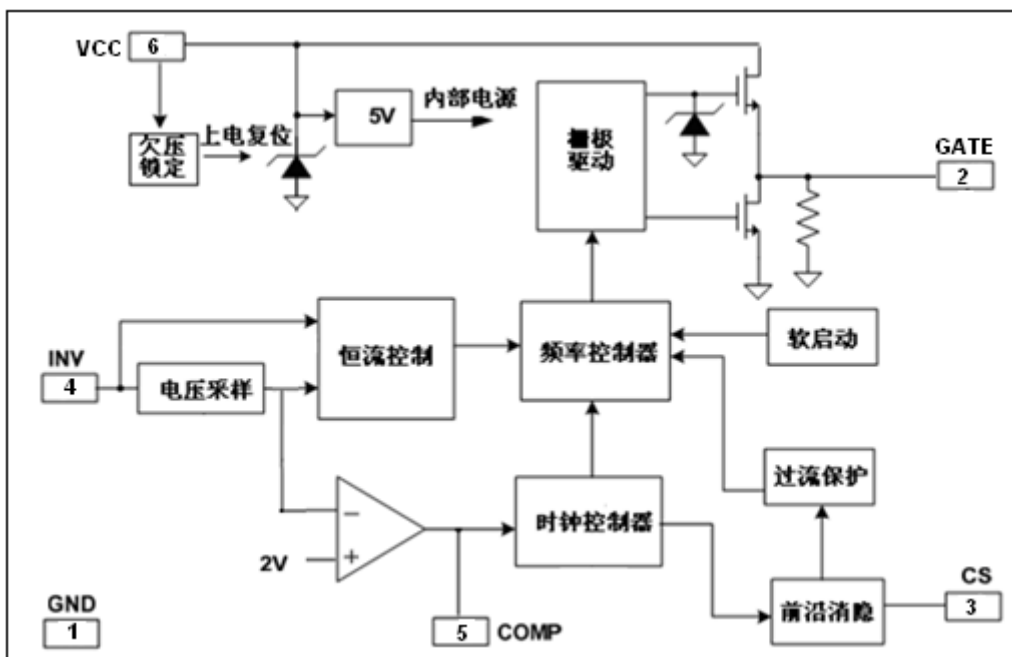 VCC
6
欠压
锁定
上电复位
5V
内部电源
栅极
驱动
GATE
2
INV
4
电压采样
恒流控制
频率控制器
软启动
过流保护
时钟控制器
2V
−
+
前沿消隐
CS
3
GND
1
5
COMP